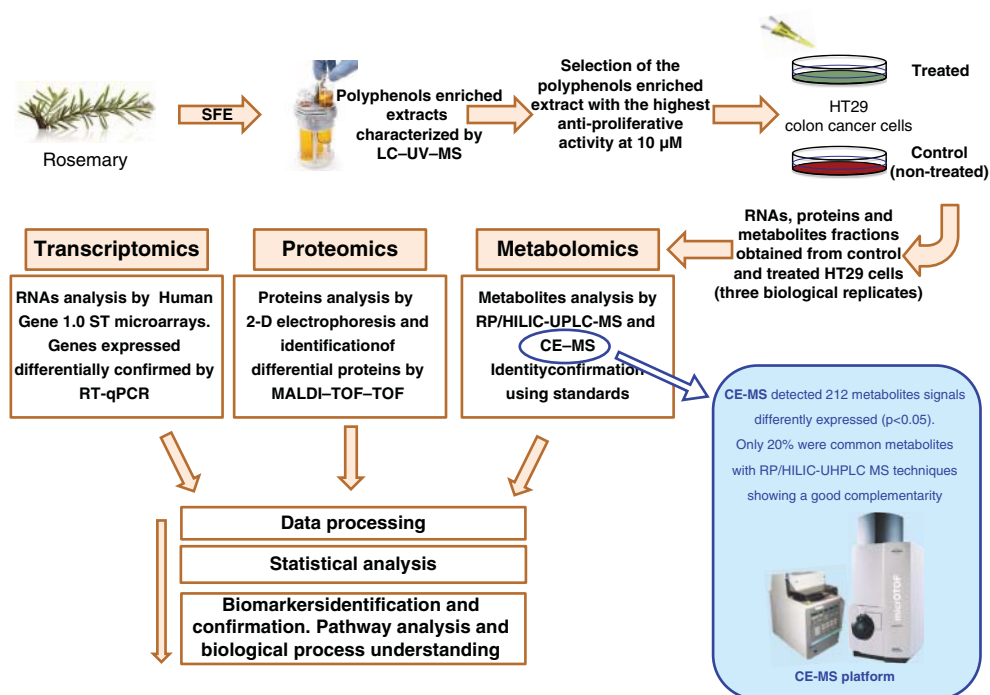 Rosemary
SFE
Polyphenols enriched
extracts
characterized by
LC–UV–MS
Selection of the
polyphenols enriched
extract with the highest
anti-proliferative
activity at 10 µM
Treated
HT29
colon cancer cells
Control
(non-treated)
RNAs, proteins and
metabolites fractions
obtained from control
and treated HT29 cells
(three biological replicates)
Transcriptomics
RNAs analysis by Human
Gene 1.0 ST microarrays.
Genes expressed
differentially confirmed by
RT-qPCR
Proteomics
Proteins analysis by
2-D electrophoresis and
identificationof
differential proteins by
MALDI–TOF–TOF
Metabolomics
Metabolites analysis by
RP/HILIC-UPLC-MS and
CE–MS
Identityconfirmation
using standards
CE-MS detected 212 metabolites signals
differently expressed (p<0.05).
Only 20% were common metabolites
with RP/HILIC-UHPLC MS techniques
showing a good complementarity
microTOF
CE-MS platform
Data processing
Statistical analysis
Biomarkersidentification and
confirmation. Pathway analysis and
biological process understanding